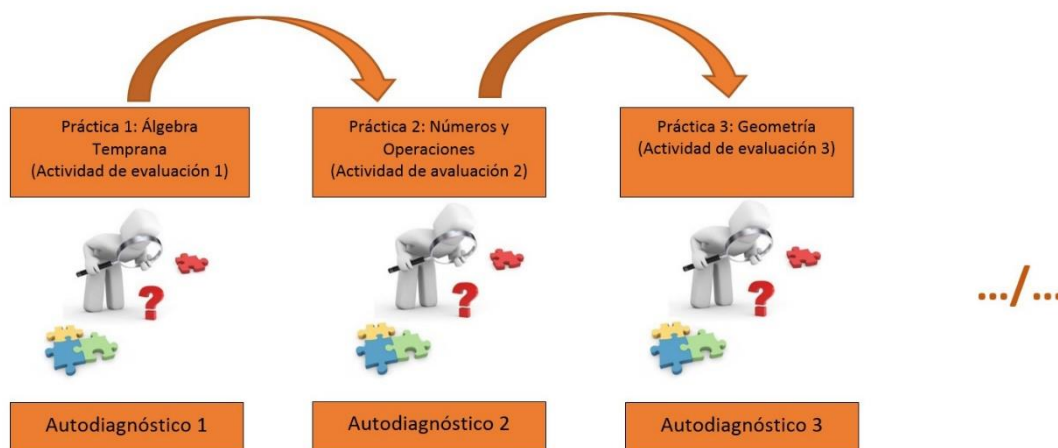 Práctica 1: Álgebra
Temprana
(Actividad de evaluación 1)
Práctica 2: Números y
Operaciones
(Actividad de avaluación 2)
Práctica 3: Geometría
(Actividad de evaluación 3)
?
?
?
.../...
Autodiagnóstico 1
Autodiagnóstico 2
Autodiagnóstico 3